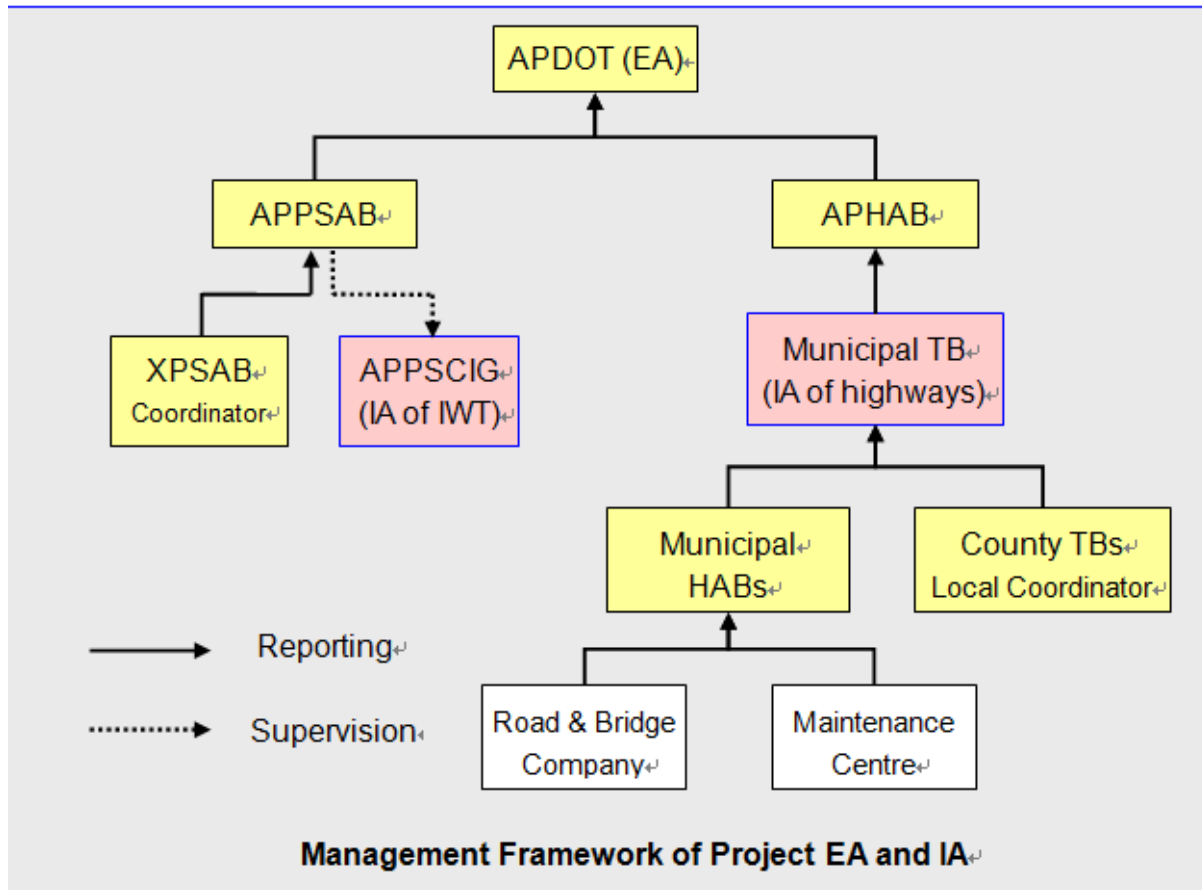 APDOT (EA)
APPSAB
APHAB
XPSAB
Coordinator
APPSCIG
(IA of IWT)
Municipal TB
(IA of highways)
Municipal
HABs
County TBs
Local Coordinator
Reporting
Supervision
Road & Bridge
Company
Maintenance
Centre
Management Framework of Project EA and IA